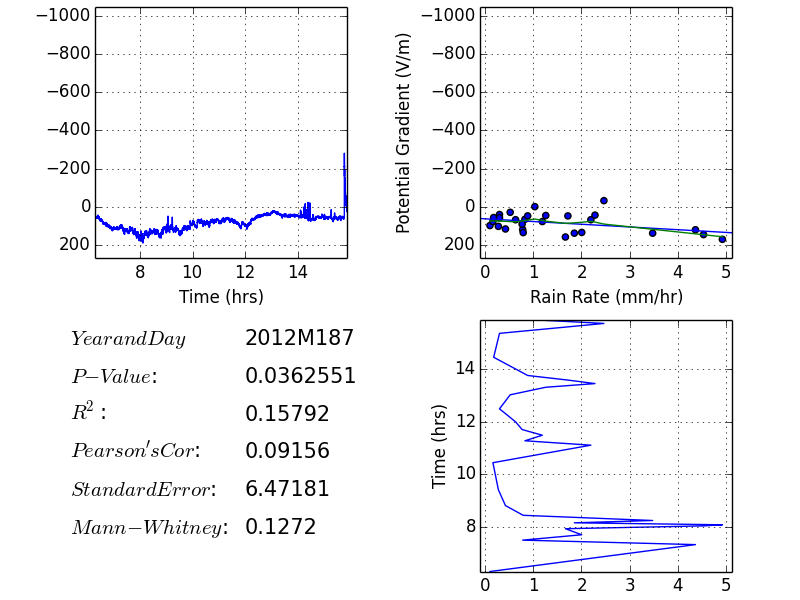 −1000
−800
−600
−400
−200
0
200
8 10 12 14
Time (hrs)
Potential Gradient (V/m)
−1000
−800
−600
−400
−200
0
200
0 1 2 3 4 5
Rain Rate (mm/hr)
YearandDay 2012M187
P−Value: 0.0362551
R²: 0.15792
Pearson'sCor: 0.09156
StandardError: 6.47181
Mann−Whitney: 0.1272
Time (hrs)
14
12
10
8
0 1 2 3 4 5